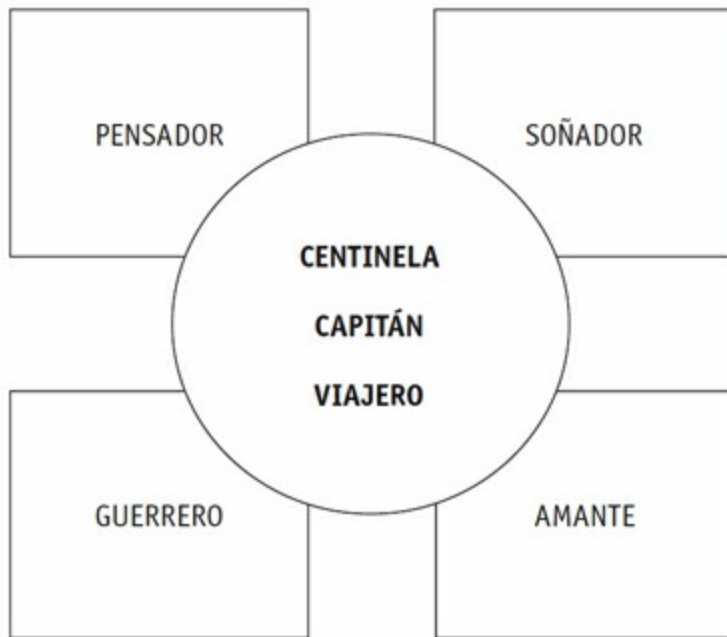 PENSADOR
SOÑADOR
CENTINELA
CAPITÁN
VIAJERO
GUERRERO
AMANTE